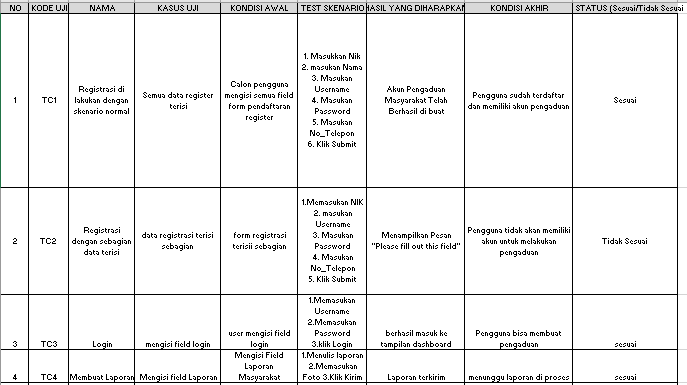 NO KODE UJI NAMA KASUS UJI KONDISI AWAL TEST SKENARIO HASIL YANG DIHARAPKAN KONDISI AKHIR STATUS (Sesuai/Tidak Sesuai
1
TC1
Registrasi di
lakukan dengan
skenario normal
Semua data register
terisi
Calon pengguna
mengisi semua field
form pendaftaran
register
1. Masukkan Nik
2. masukan Nama
3. Masukan
Username
4. Masukan
Password
5. Masukan
No_Telepon
6. Klik Submit
Akun Pengaduan
Masyarakat Telah
Berhasil di buat
Pengguna sudah terdaftar
dan memiliki akun pengaduan
Sesuai
2
TC2
Registrasi
dengan sebagian
data terisi
data registrasi terisi
sebagian
form registrasi
terisii sebagian
1.Memasukan NIK
2. masukan
Username
3. Masukan
Password
4. Masukan
No_Telepon
5. Klik Submit
Menampilkan Pesan
"Please fill out this field"
Pengguna tidak akan memiliki
akun untuk melakukan
pengaduan
Tidak Sesuai
3
TC3
Login
mengisi field login
user mengisi field
login
1.Memasukan
Username
2.Memasukan
Password
3.klik Login
berhasil masuk ke
tampilan dashboard
Pengguna bisa membuat
pengaduan
sesuai
4
TC4
Membuat Laporan
Mengisi field Laporan
Mengisi Field
Laporan
Masyarakat
1.Menulis laporan
2.Memasukan
Foto 3.Klik Kirim
Laporan terkirim
menunggu laporan di proses
sesuai